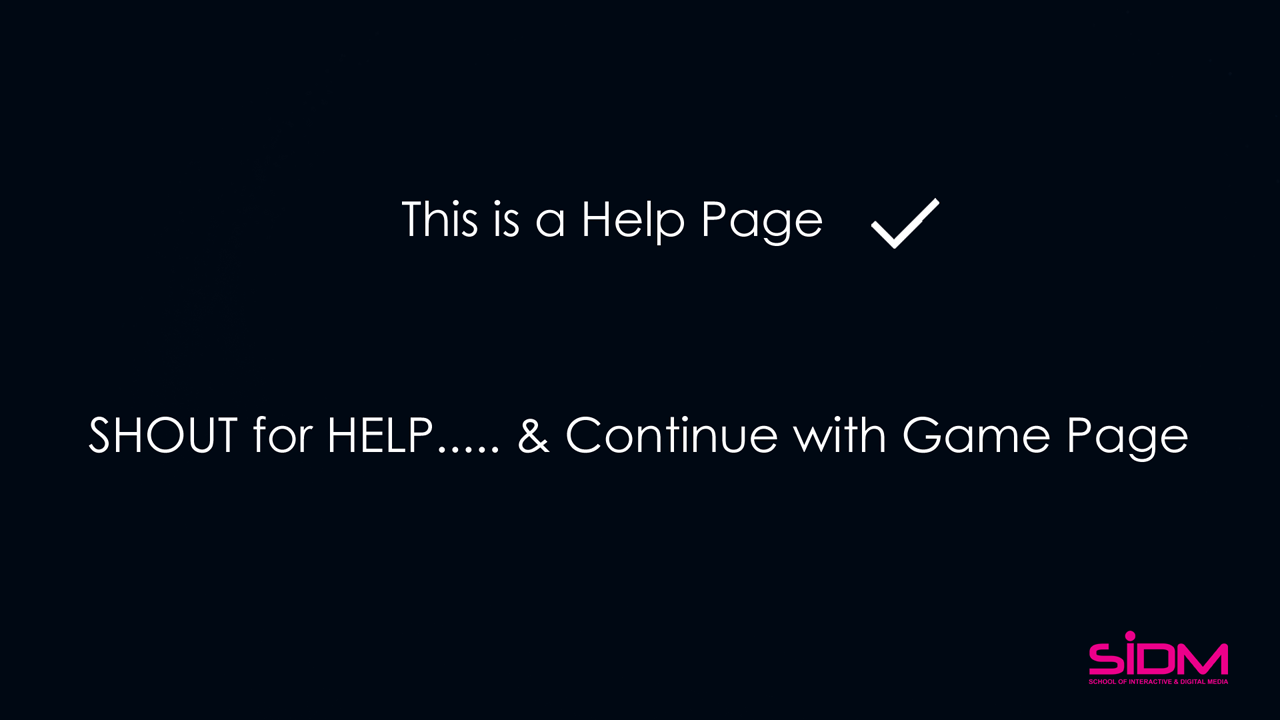 This is a Help Page
SHOUT for HELP..... & Continue with Game Page
SiDM
SCHOOL OF INTERACTIVE & DIGITAL MEDIA